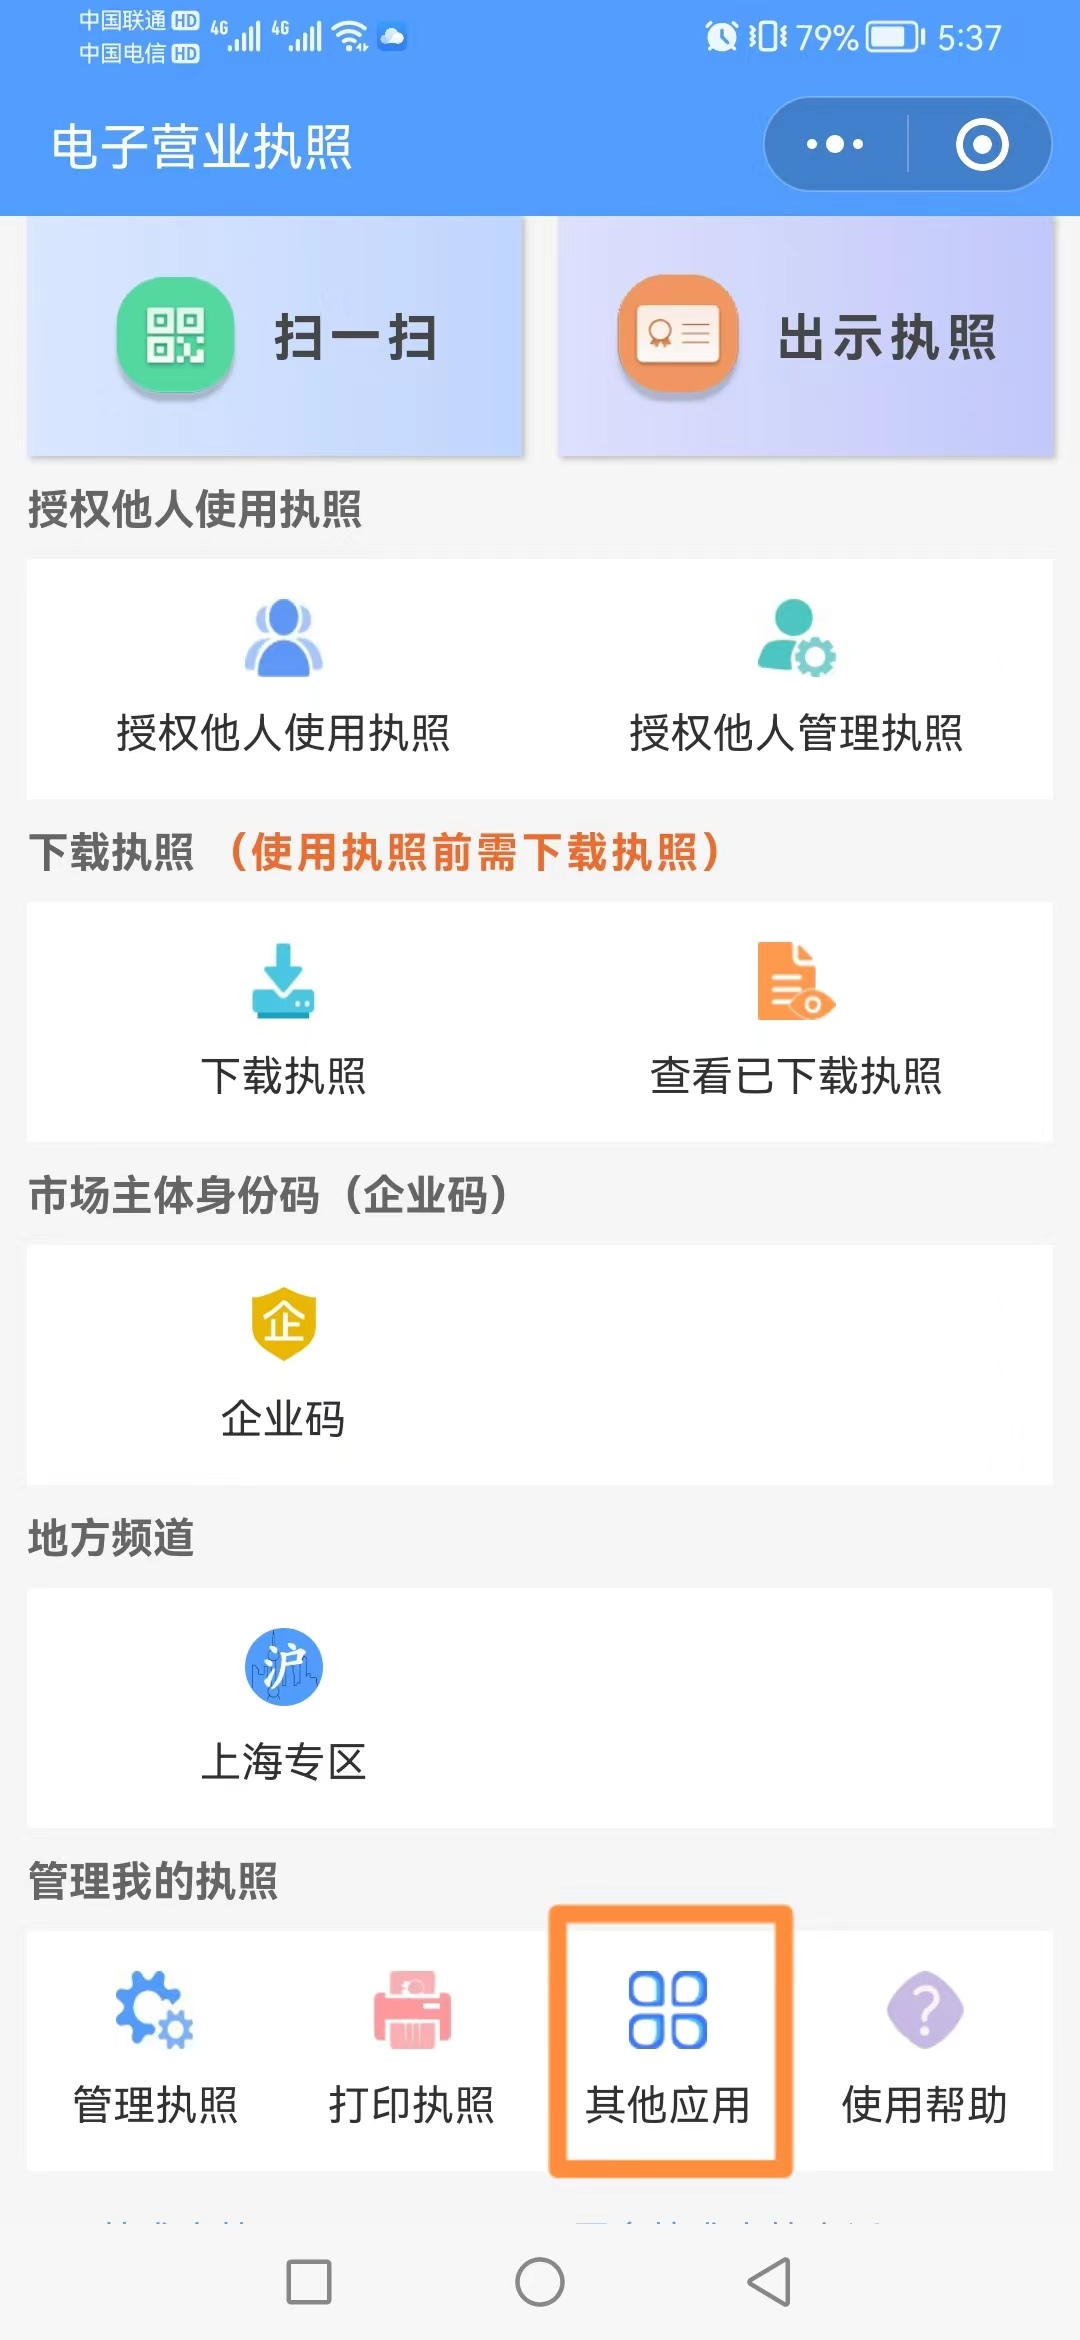 中国联通 HD 4G 4G 79% 5:37
中国电信 HD
电子营业执照
扫一扫 出示执照
授权他人使用执照
授权他人使用执照 授权他人管理执照
下载执照 （使用执照前需下载执照）
下载执照 查看已下载执照
市场主体身份码（企业码）
企
企业码
地方频道
沪
上海专区
管理我的执照
管理执照 打印执照 其他应用 使用帮助